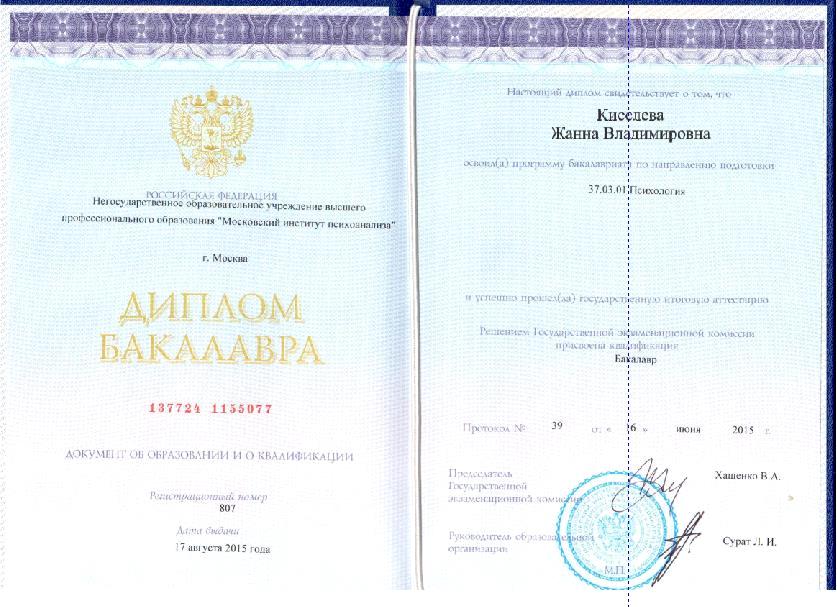 РОССИЙСКАЯ ФЕДЕРАЦИЯ
Негосударственное образовательное учреждение высшего
профессионального образования "Московский институт психоанализа"
г. Москва
ДИПЛОМ
БАКАЛАВРА
137724 1155077
ДОКУМЕНТ ОБ ОБРАЗОВАНИИ И О КВАЛИФИКАЦИИ
Регистрационный номер
807
Дата выдачи
17 августа 2015 года
Настоящий диплом свидетельствует о том, что
Киселева
Жанна Владимировна
освоил(а) программу бакалавриата по направлению подготовки
37.03.01 Психология
и успешно прошел(ла) государственную итоговую аттестацию
Решением Государственной экзаменационной комиссии
присвоена квалификация
Бакалавр
Протокол № 39 от « » июня 2015 г.
Председатель
Государственной
экзаменационной комиссии
Хащенко В.А.
Руководитель образовательной
организации
Сурат Л. И.
М.П.